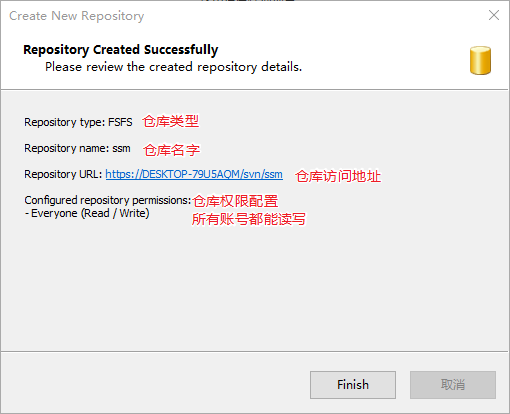 Create New Repository
Repository Created Successfully
Please review the created repository details.
Repository type: FSFS 仓库类型
Repository name: ssm 仓库名字
Repository URL: https://DESKTOP-79U5AQM/svn/ssm 仓库访问地址
Configured repository permissions: 仓库权限配置
- Everyone (Read / Write) 所有账号都能读写
Finish 取消